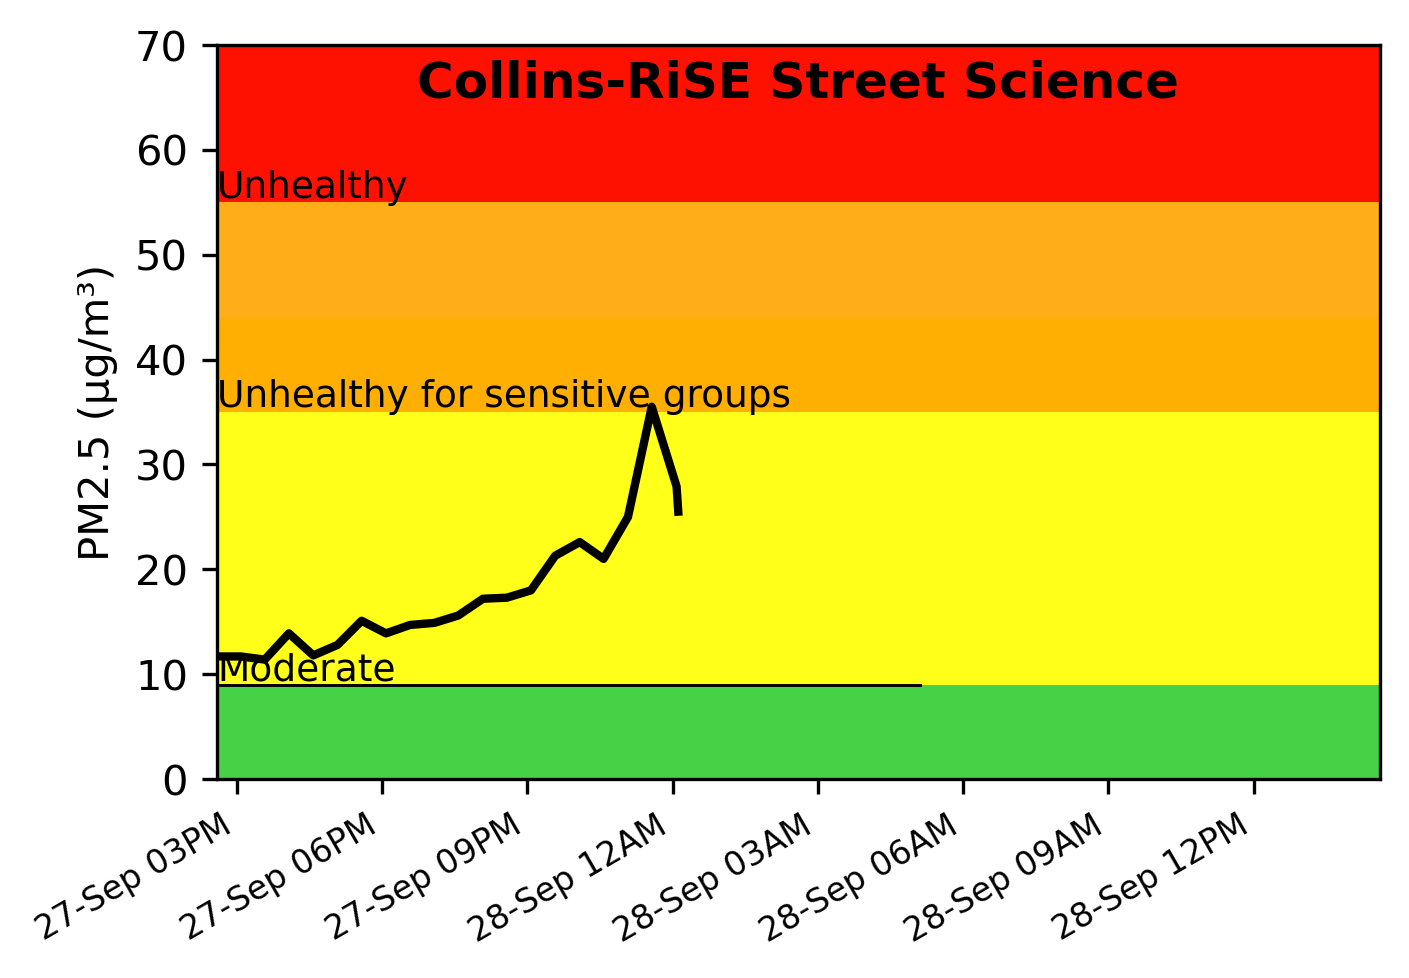 Collins-RiSE Street Science
70
60
Unhealthy
50
40
Unhealthy for sensitive groups
30
20
Moderate
10
0
PM2.5 (µg/m³)
27-Sep 03PM
27-Sep 06PM
27-Sep 09PM
28-Sep 12AM
28-Sep 03AM
28-Sep 06AM
28-Sep 09AM
28-Sep 12PM